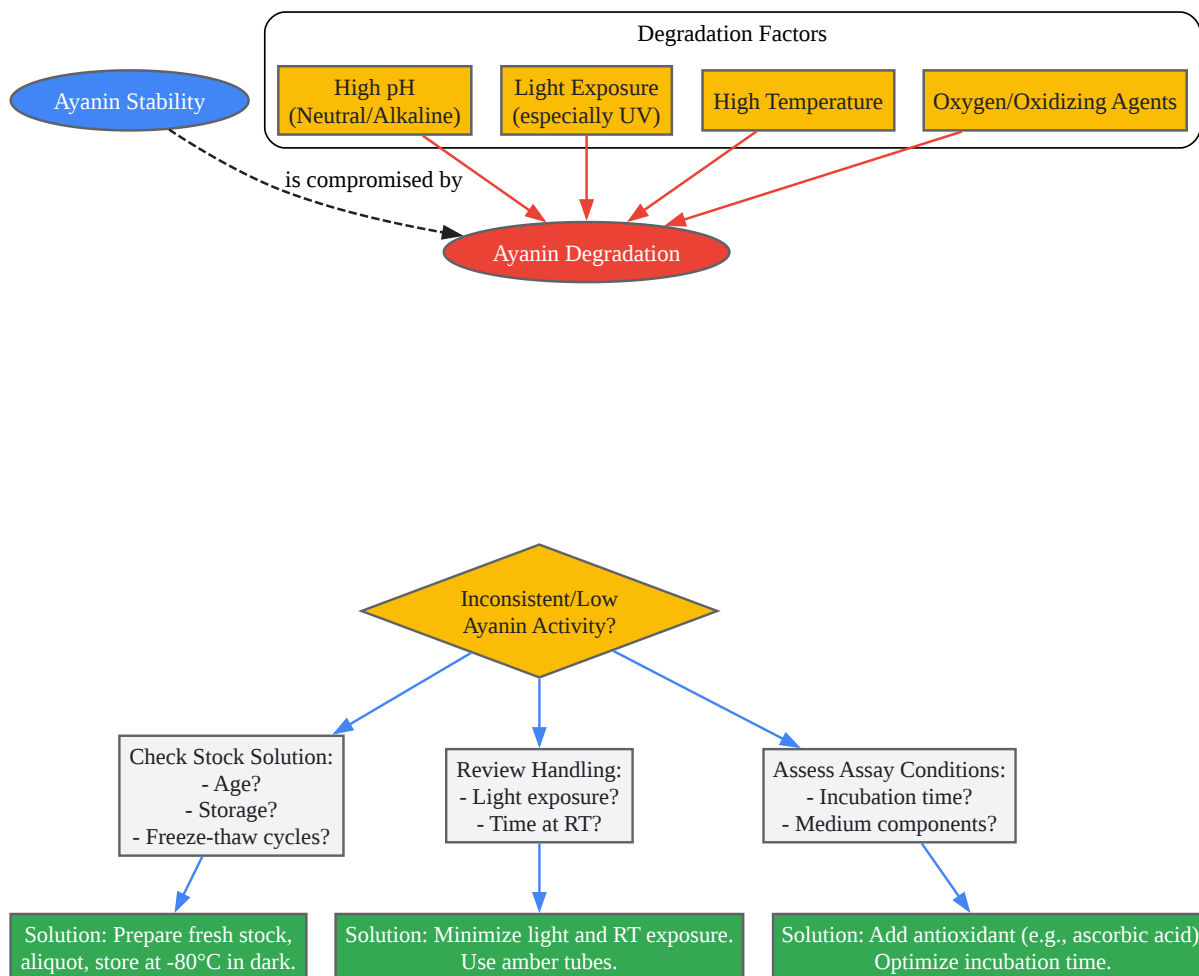 Degradation Factors
Ayanin Stability
High pH
(Neutral/Alkaline)
Light Exposure
(especially UV)
High Temperature
Oxygen/Oxidizing Agents
is compromised by
Ayanin Degradation
Inconsistent/Low
Ayanin Activity?
Check Stock Solution:
- Age?
- Storage?
- Freeze-thaw cycles?
Review Handling:
- Light exposure?
- Time at RT?
Assess Assay Conditions:
- Incubation time?
- Medium components?
Solution: Prepare fresh stock,
aliquot, store at -80°C in dark.
Solution: Minimize light and RT exposure.
Use amber tubes.
Solution: Add antioxidant (e.g., ascorbic acid)
Optimize incubation time.